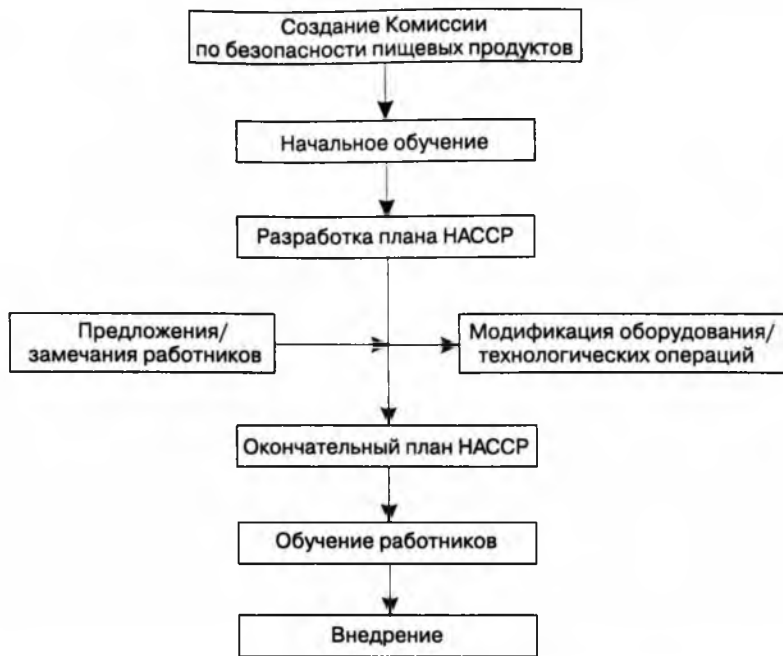 Создание Комиссии
по безопасности пищевых продуктов
Начальное обучение
Разработка плана НАССР
Предложения/
замечания работников
Модификация оборудования/
технологических операций
Окончательный план НАССР
Обучение работников
Внедрение